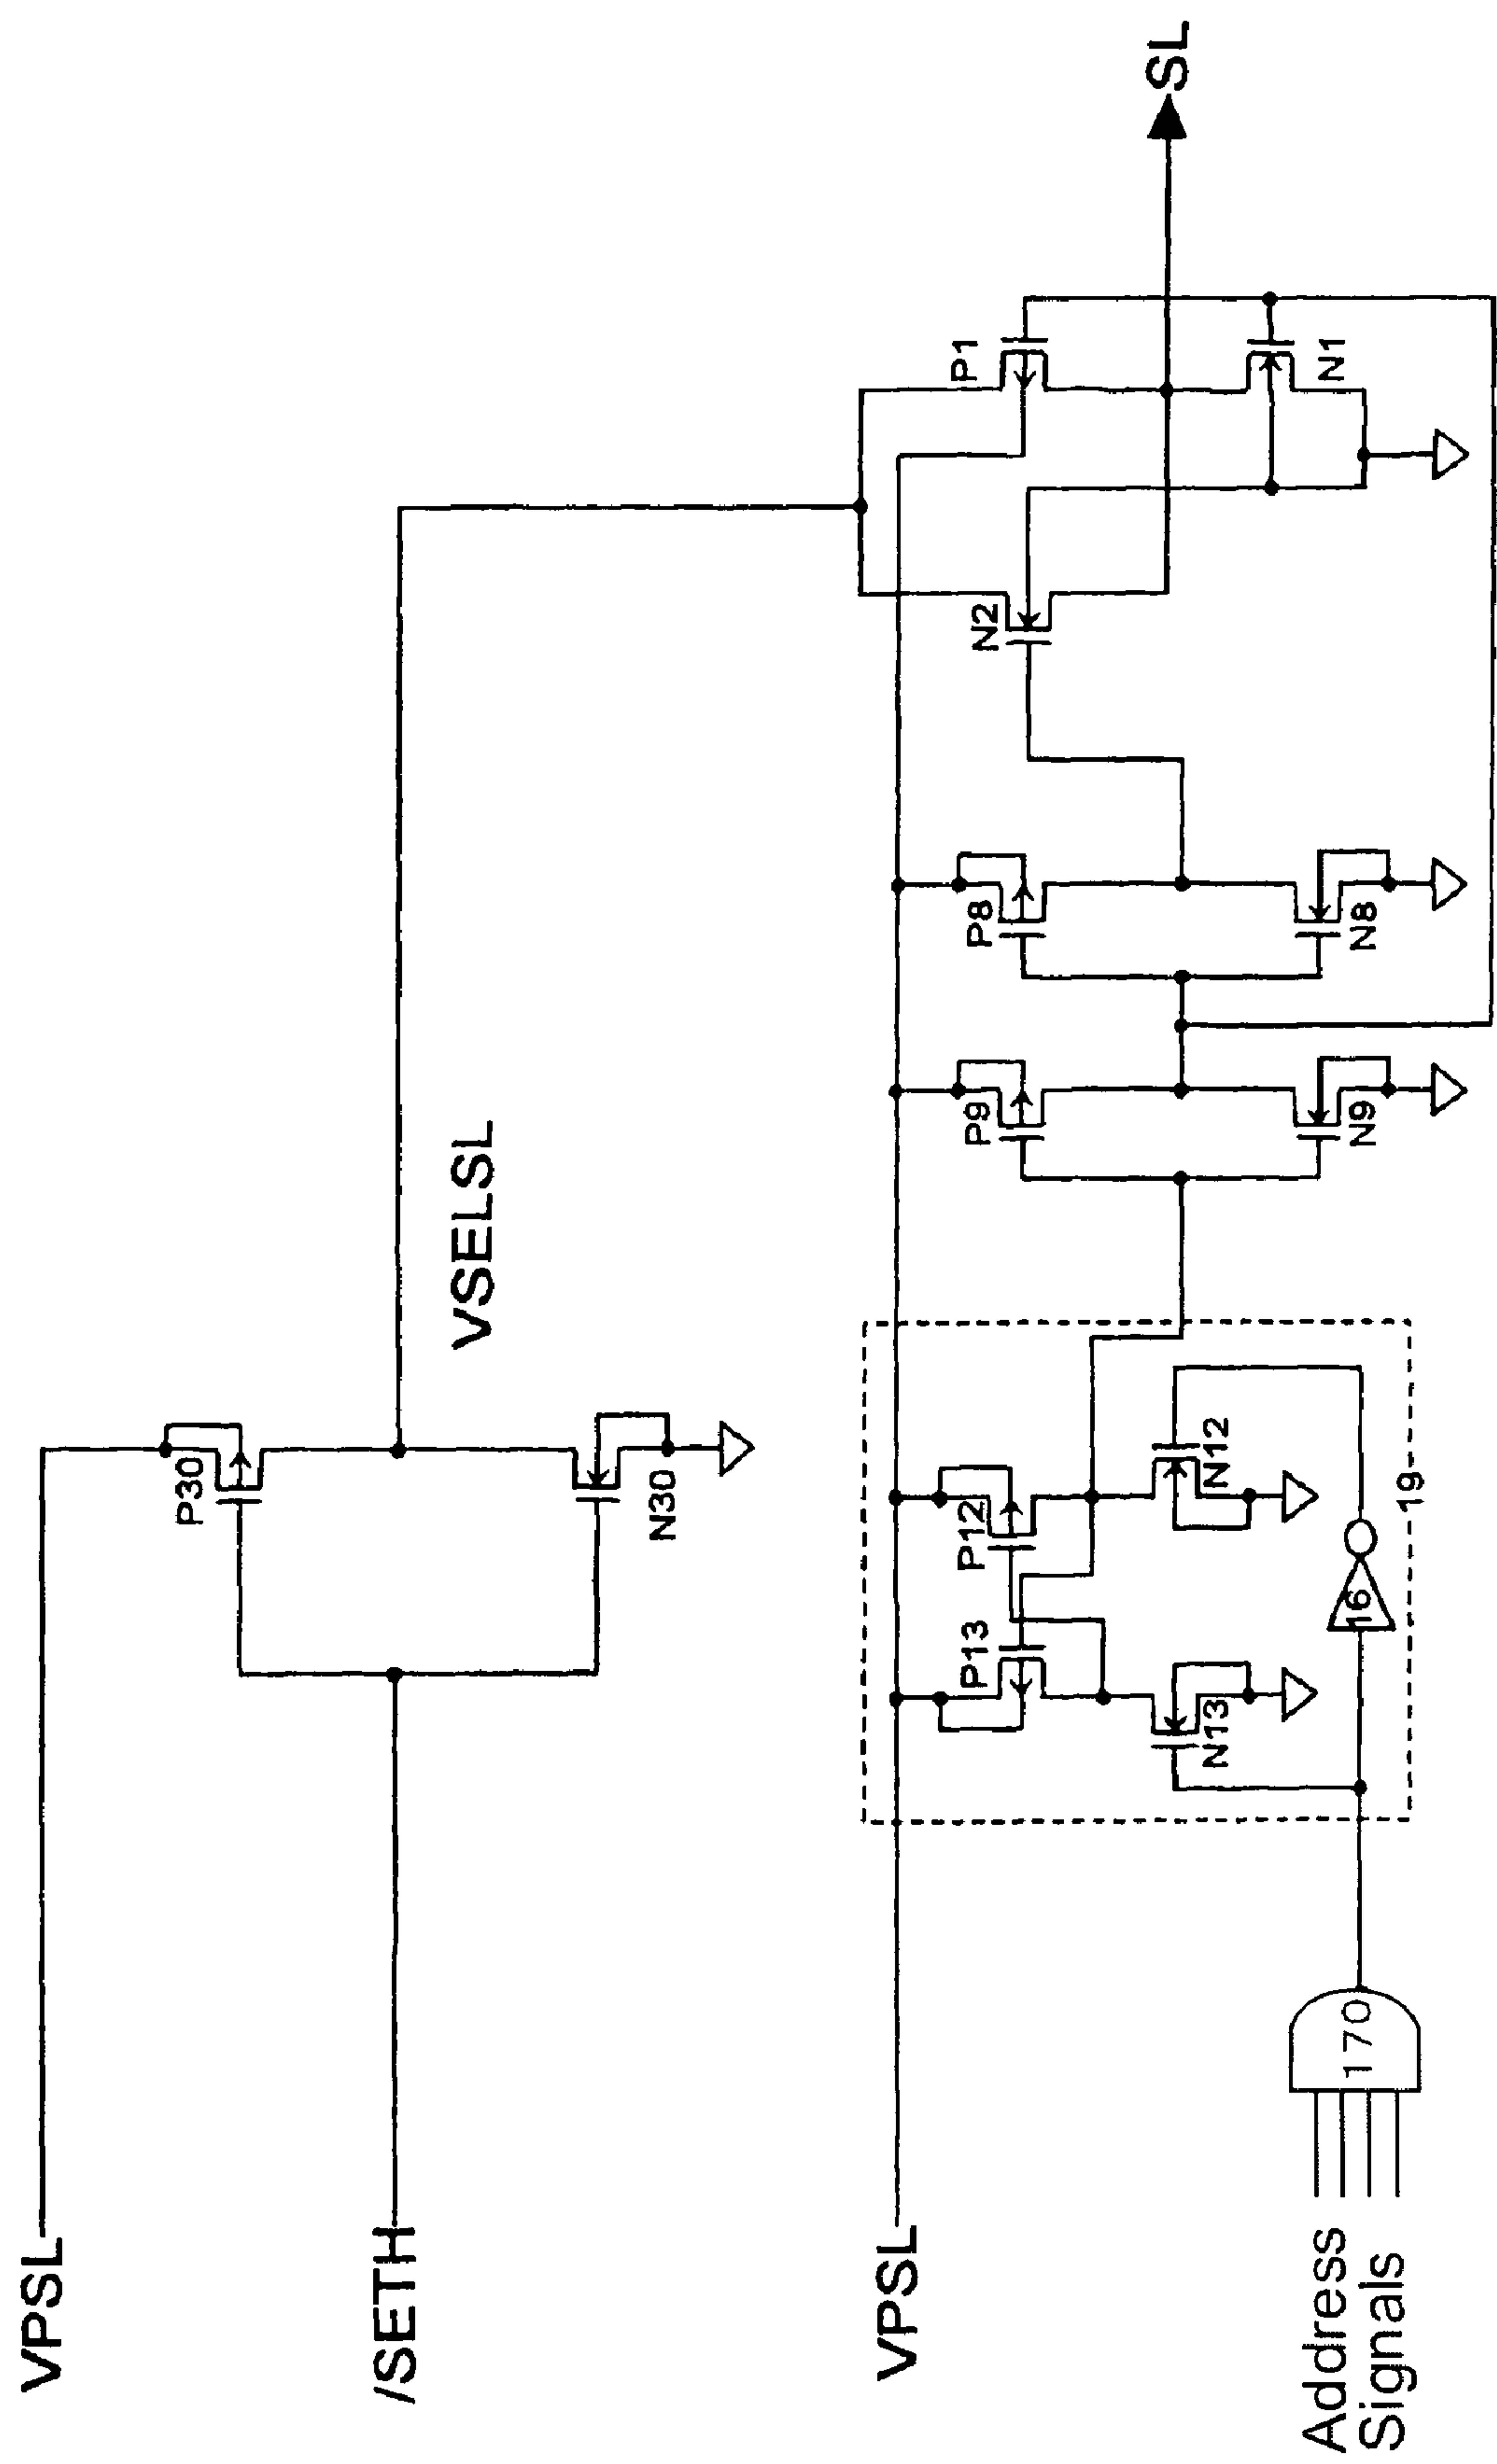 VPSL
P30
N30
/SETH
VSELSL
VPSL
P13
P12
N13
N12
16
19
P9
N9
P8
N8
N2
P1
N1
SL
170
Address
Signals